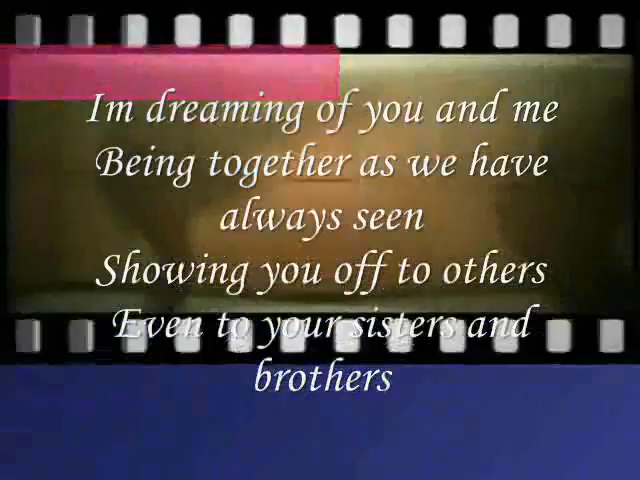 Im dreaming of you and me
Being together as we have
always seen
Showing you off to others
Even to your sisters and
brothers